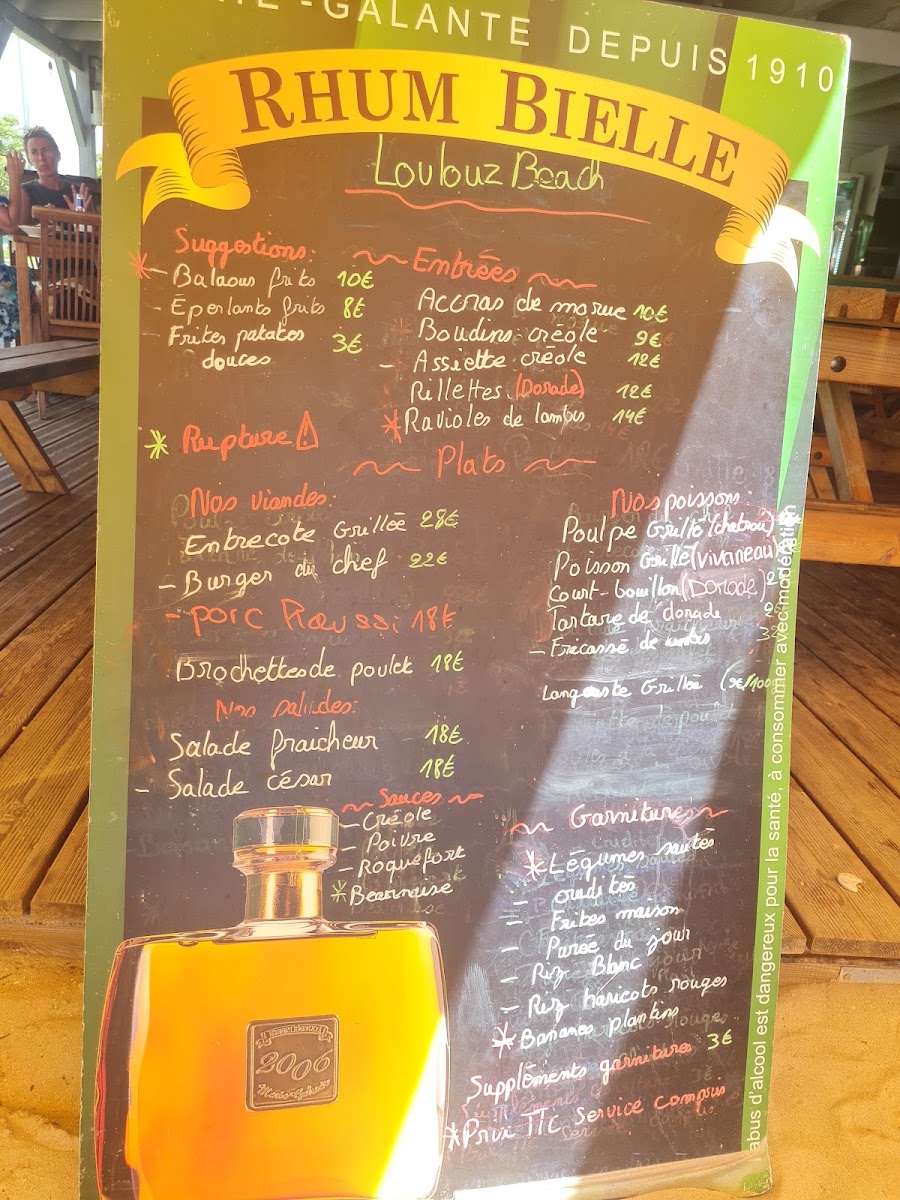 -GALANTE DEPUIS 1910
RHUM BIELLE
Loulouz Beach
Suggestions:
* - Balaous frits 10€
- Éperlants frits 8€
- Frites patates
douces 3€
* Rupture ⚠
~ Entrées ~
Accras de morue 10€
Boudins créole 9€
- Assiette créole 12€
Rillettes (Dorade) 12€
* Ravioles de lambis 14€
~ Plats ~
Nos viandes:
Entrecote Grillée 28€
- Burger du chef 22€
- porc Roussi 18€
Brochettes de poulet 18€
Nos salades:
Salade fraicheur 18€
- Salade césar 18€
Nos poissons:
Poulpe Grillé (chatrou)
Poisson Grillé (vivaneau)
Court-bouillon (Dorade)
Tartare de dorade
- Fricassé de
Langouste Grillée
~ Sauces ~
- Créole
- Poivre
- Roquefort
* Bearnaise
~ Garnitures ~
* Légumes sautés
- crudités
- Frites maison
- Purée du jour
- Riz Blanc
- Riz haricots rouges
* Bananes plantins
Suppléments garniture 3€
* Prix TTC service compris
2006
abus d'alcool est dangereux pour la santé, à consommer avec modération